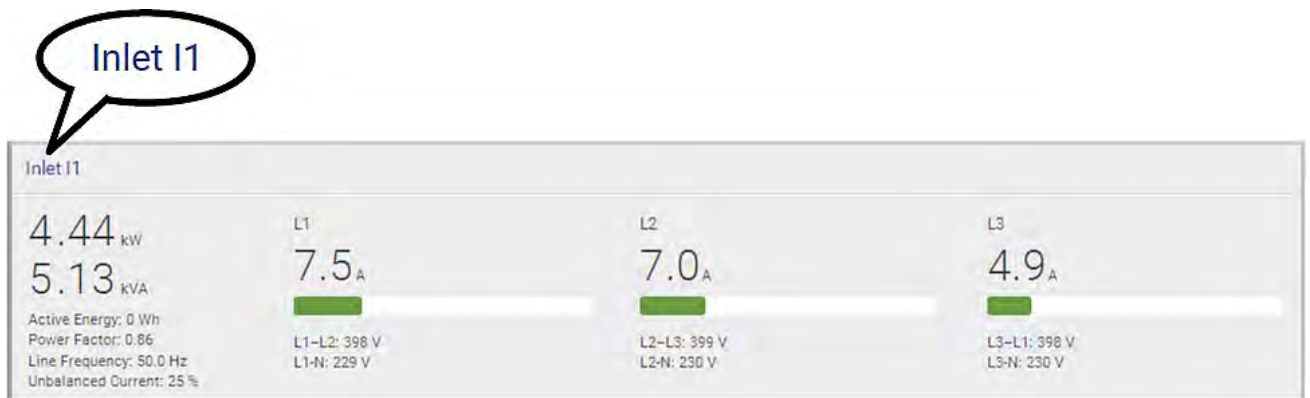 Inlet I1
Inlet I1
4.44 kW
5.13 kVA
Active Energy: 0 Wh
Power Factor: 0.86
Line Frequency: 50.0 Hz
Unbalanced Current: 25 %
L1
7.5 A
L1–L2: 398 V
L1-N: 229 V
L2
7.0 A
L2–L3: 399 V
L2-N: 230 V
L3
4.9 A
L3–L1: 398 V
L3-N: 230 V